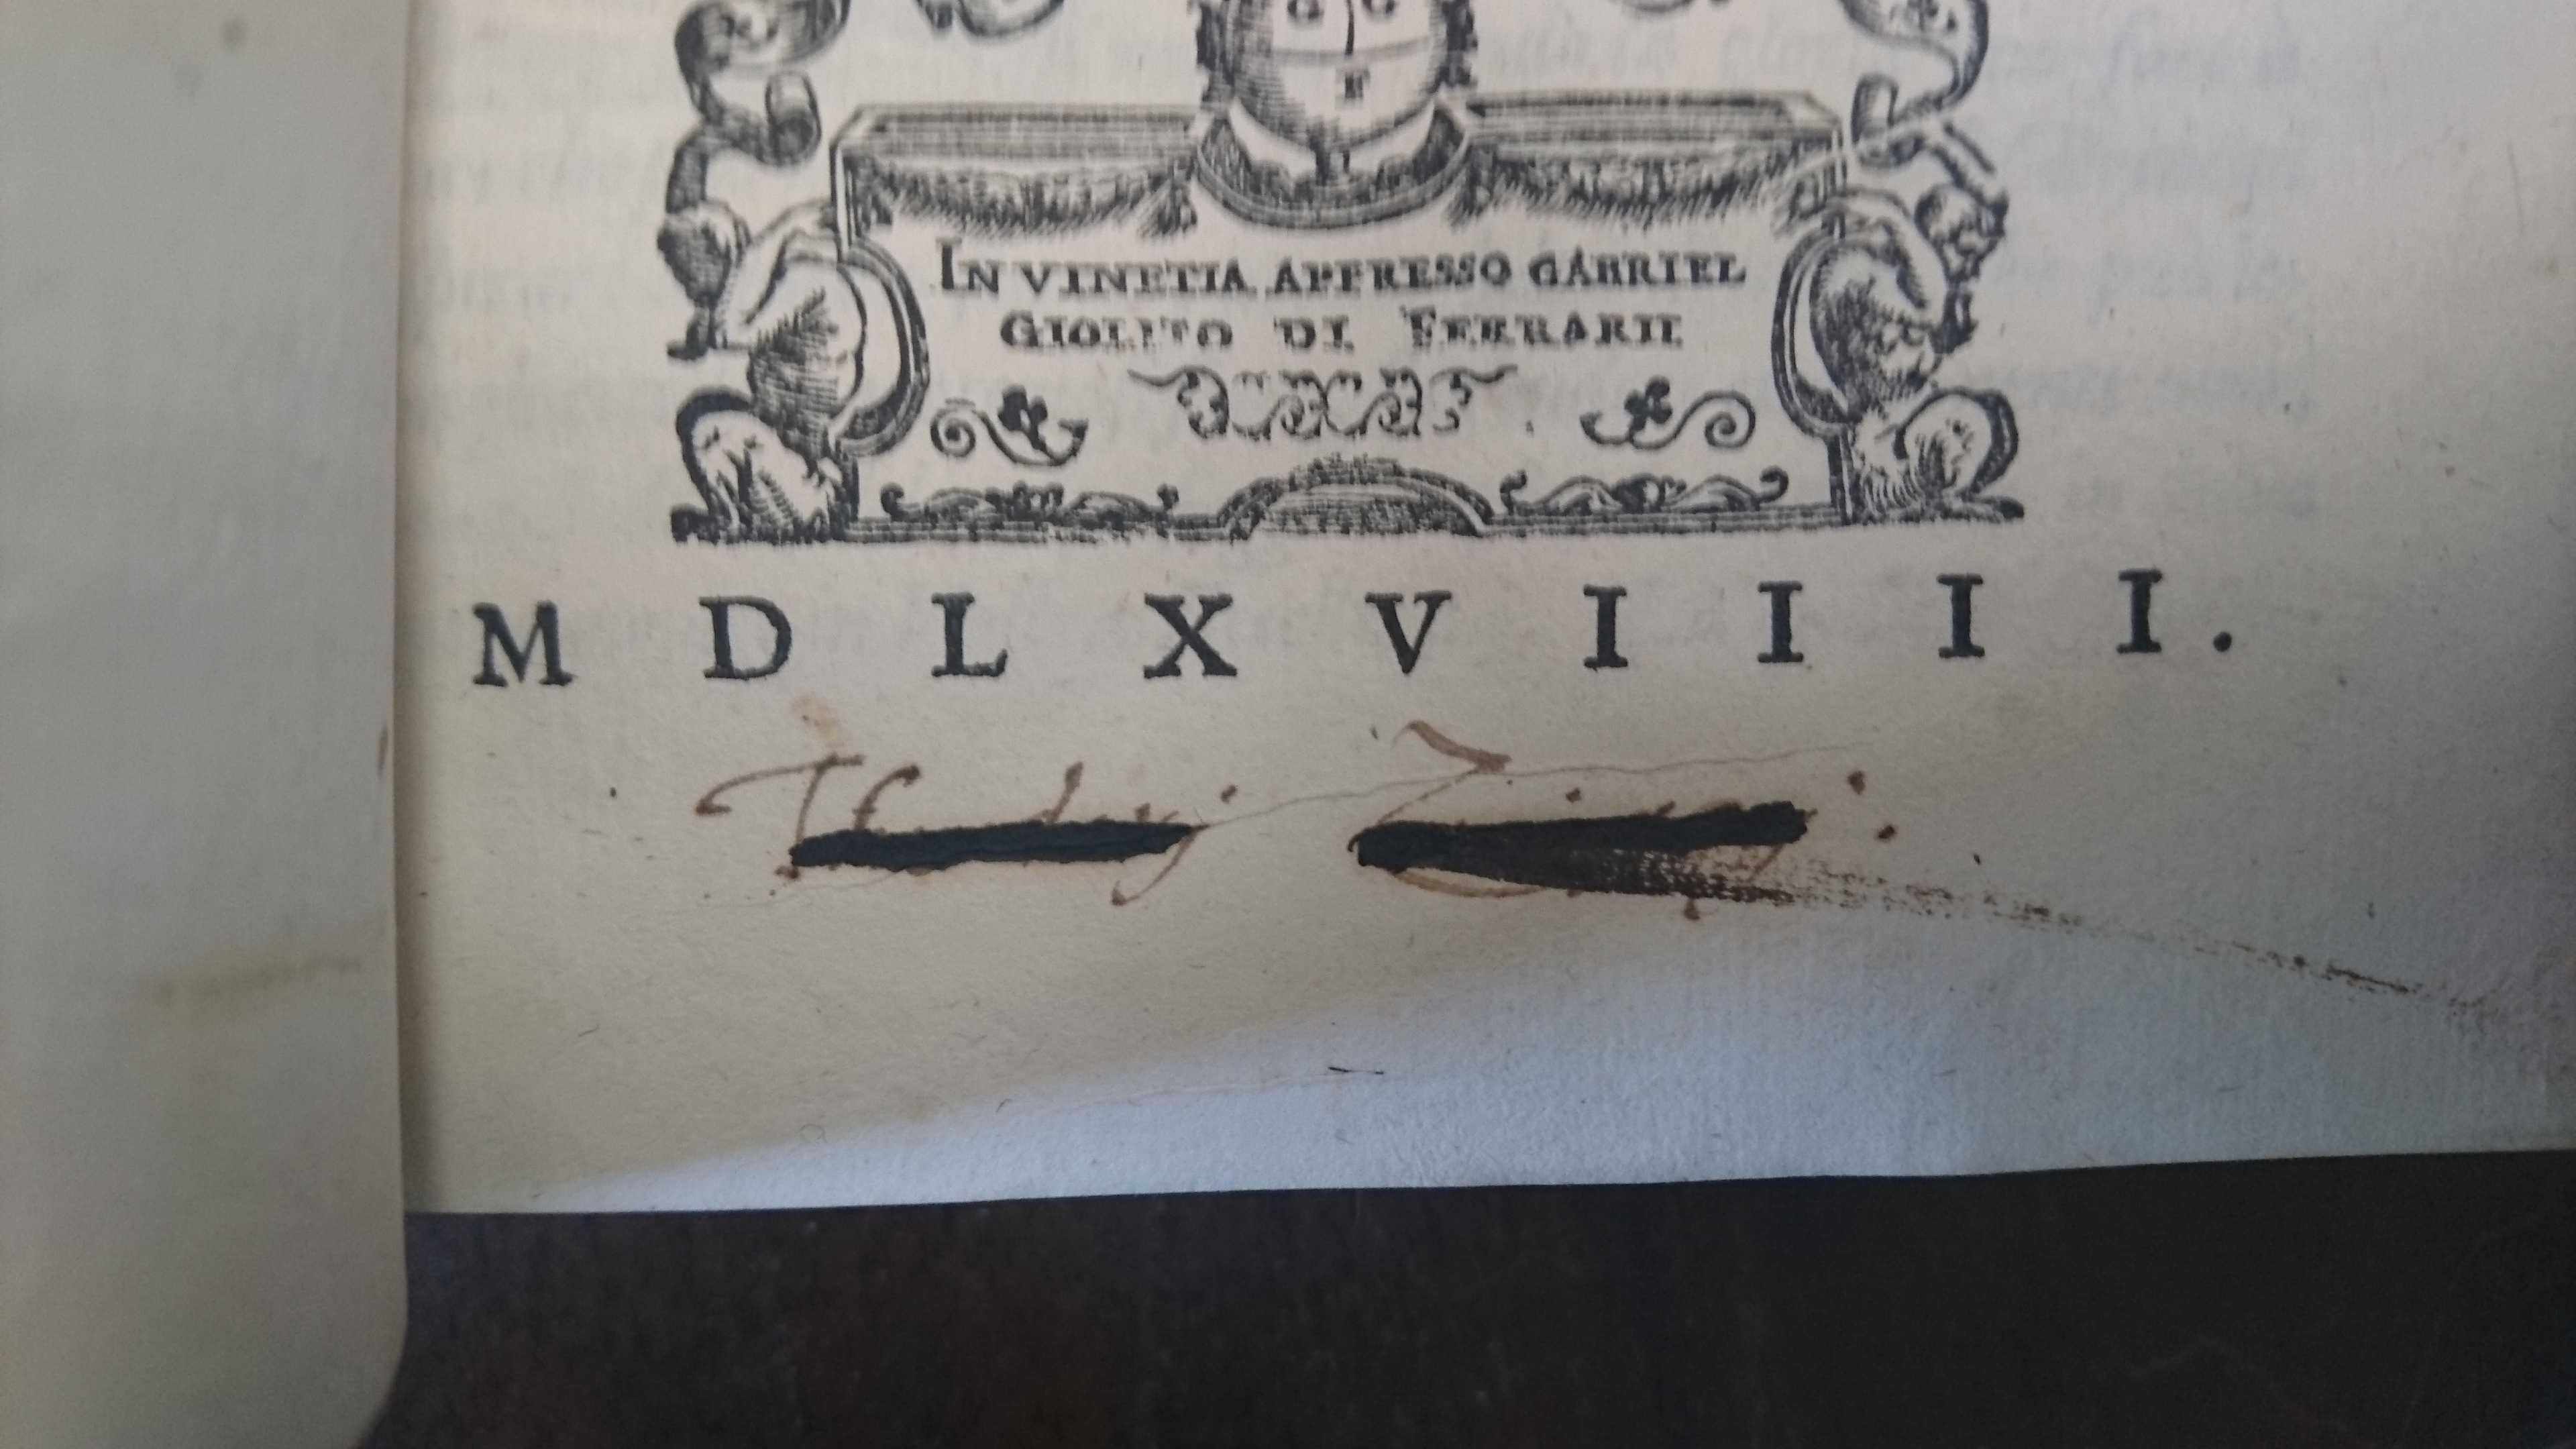 G G
F
IN VINETIA APPRESSO GABRIEL
GIOLITO DI FERRARII
M D L X V I I I I.